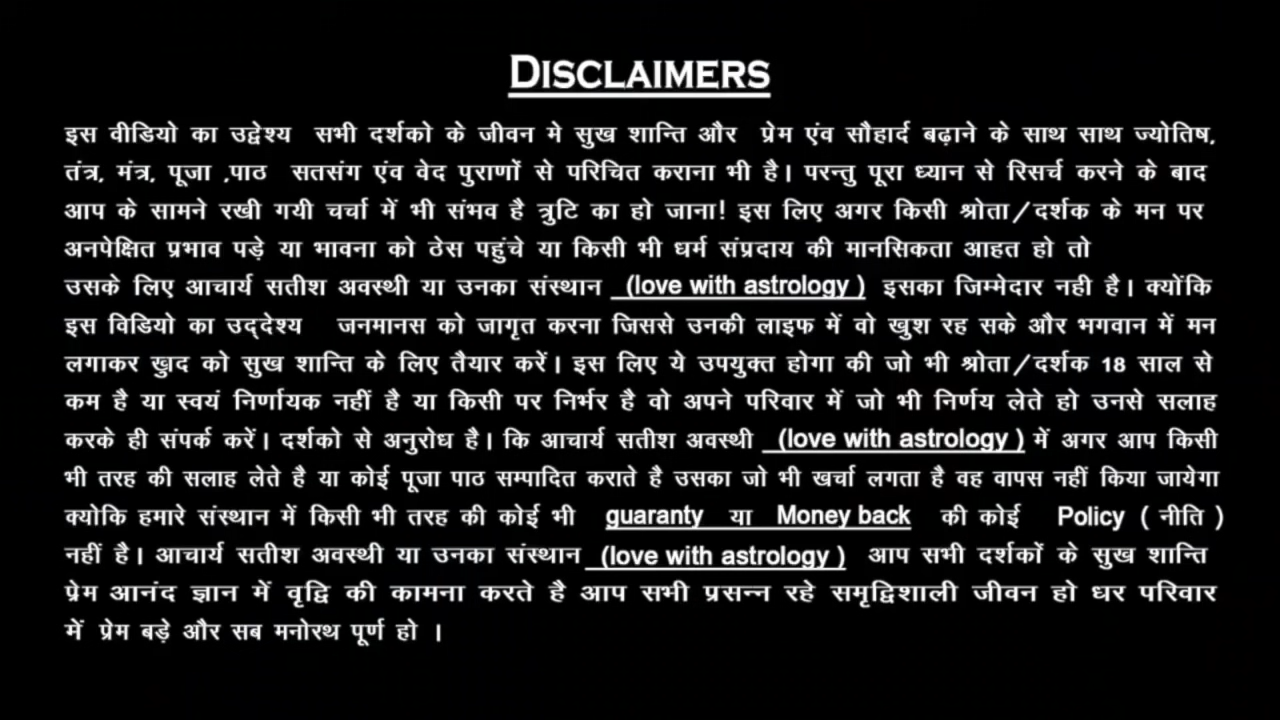 DISCLAIMERS
इस वीडियो का उद्वेश्य सभी दर्शको के जीवन मे सुख शान्ति और प्रेम एंव सौहार्द बढ़ाने के साथ साथ ज्योतिष,
तंत्र, मंत्र, पूजा ,पाठ सतसंग एंव वेद पुराणों से परिचित कराना भी है। परन्तु पूरा ध्यान से रिसर्च करने के बाद
आप के सामने रखी गयी चर्चा में भी संभव है त्रुटि का हो जाना! इस लिए अगर किसी श्रोता/दर्शक के मन पर
अनपेक्षित प्रभाव पड़े या भावना को ठेस पहुंचे या किसी भी धर्म संप्रदाय की मानसिकता आहत हो तो
उसके लिए आचार्य सतीश अवस्थी या उनका संस्थान (love with astrology ) इसका जिम्मेदार नही है। क्योंकि
इस विडियो का उद्देश्य जनमानस को जागृत करना जिससे उनकी लाइफ में वो खुश रह सके और भगवान में मन
लगाकर खुद को सुख शान्ति के लिए तैयार करें। इस लिए ये उपयुक्त होगा की जो भी श्रोता/दर्शक 18 साल से
कम है या स्वयं निर्णायक नहीं है या किसी पर निर्भर है वो अपने परिवार में जो भी निर्णय लेते हो उनसे सलाह
करके ही संपर्क करें। दर्शको से अनुरोध है। कि आचार्य सतीश अवस्थी (love with astrology ) में अगर आप किसी
भी तरह की सलाह लेते है या कोई पूजा पाठ सम्पादित कराते है उसका जो भी खर्चा लगता है वह वापस नहीं किया जायेगा
क्योकि हमारे संस्थान में किसी भी तरह की कोई भी guaranty या Money back की कोई Policy ( नीति )
नहीं है। आचार्य सतीश अवस्थी या उनका संस्थान (love with astrology ) आप सभी दर्शकों के सुख शान्ति
प्रेम आनंद ज्ञान में वृद्वि की कामना करते है आप सभी प्रसन्न रहे समृद्विशाली जीवन हो धर परिवार
में प्रेम बड़े और सब मनोरथ पूर्ण हो ।